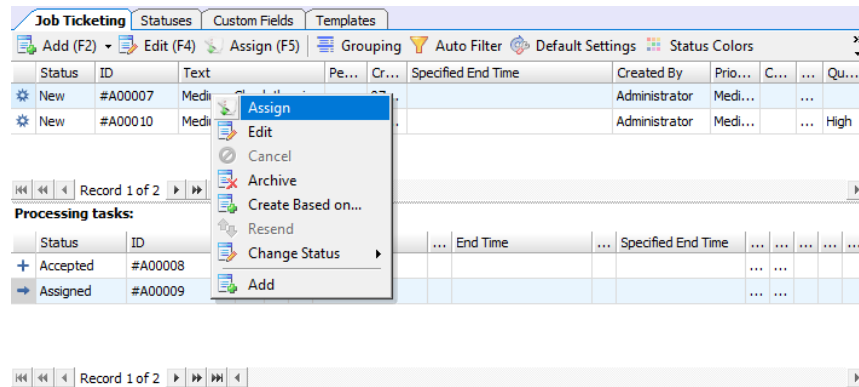 Job Ticketing Statuses Custom Fields Templates
Add (F2) Edit (F4) Assign (F5) Grouping Auto Filter Default Settings Status Colors »
Status ID Text Pe... Cr... Specified End Time Created By Prio... C... ... Qu...
New #A00007 Administrator Medi... ...
New #A00010 Administrator Medi... ... High
Assign
Edit
Cancel
Archive
Create Based on...
Resend
Change Status
Add
Record 1 of 2
Processing tasks:
Status ID ... End Time ... Specified End Time ... ... ... ... ...
Accepted #A00008 ... ...
Assigned #A00009 ... ...
Record 1 of 2